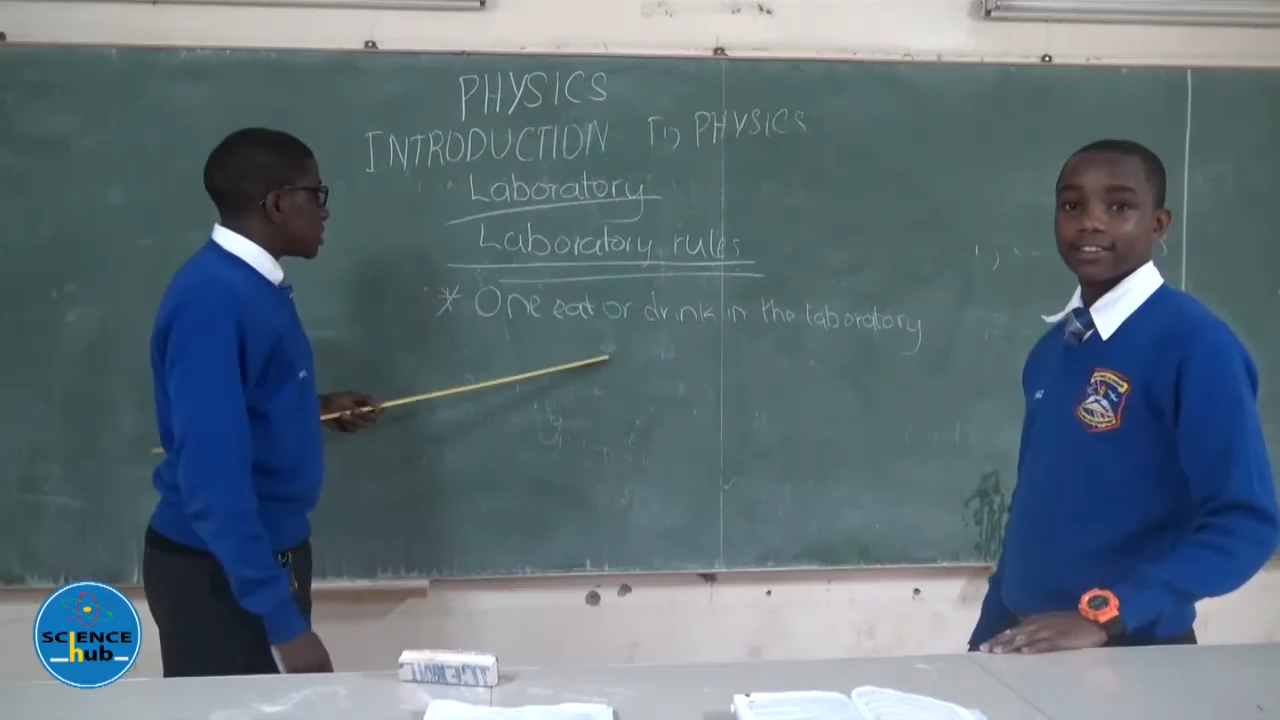 PHYSICS
INTRODUCTION TO PHYSICS
Laboratory
Laboratory rules
* One eat or drink in the laboratory
SCIENCE
hub